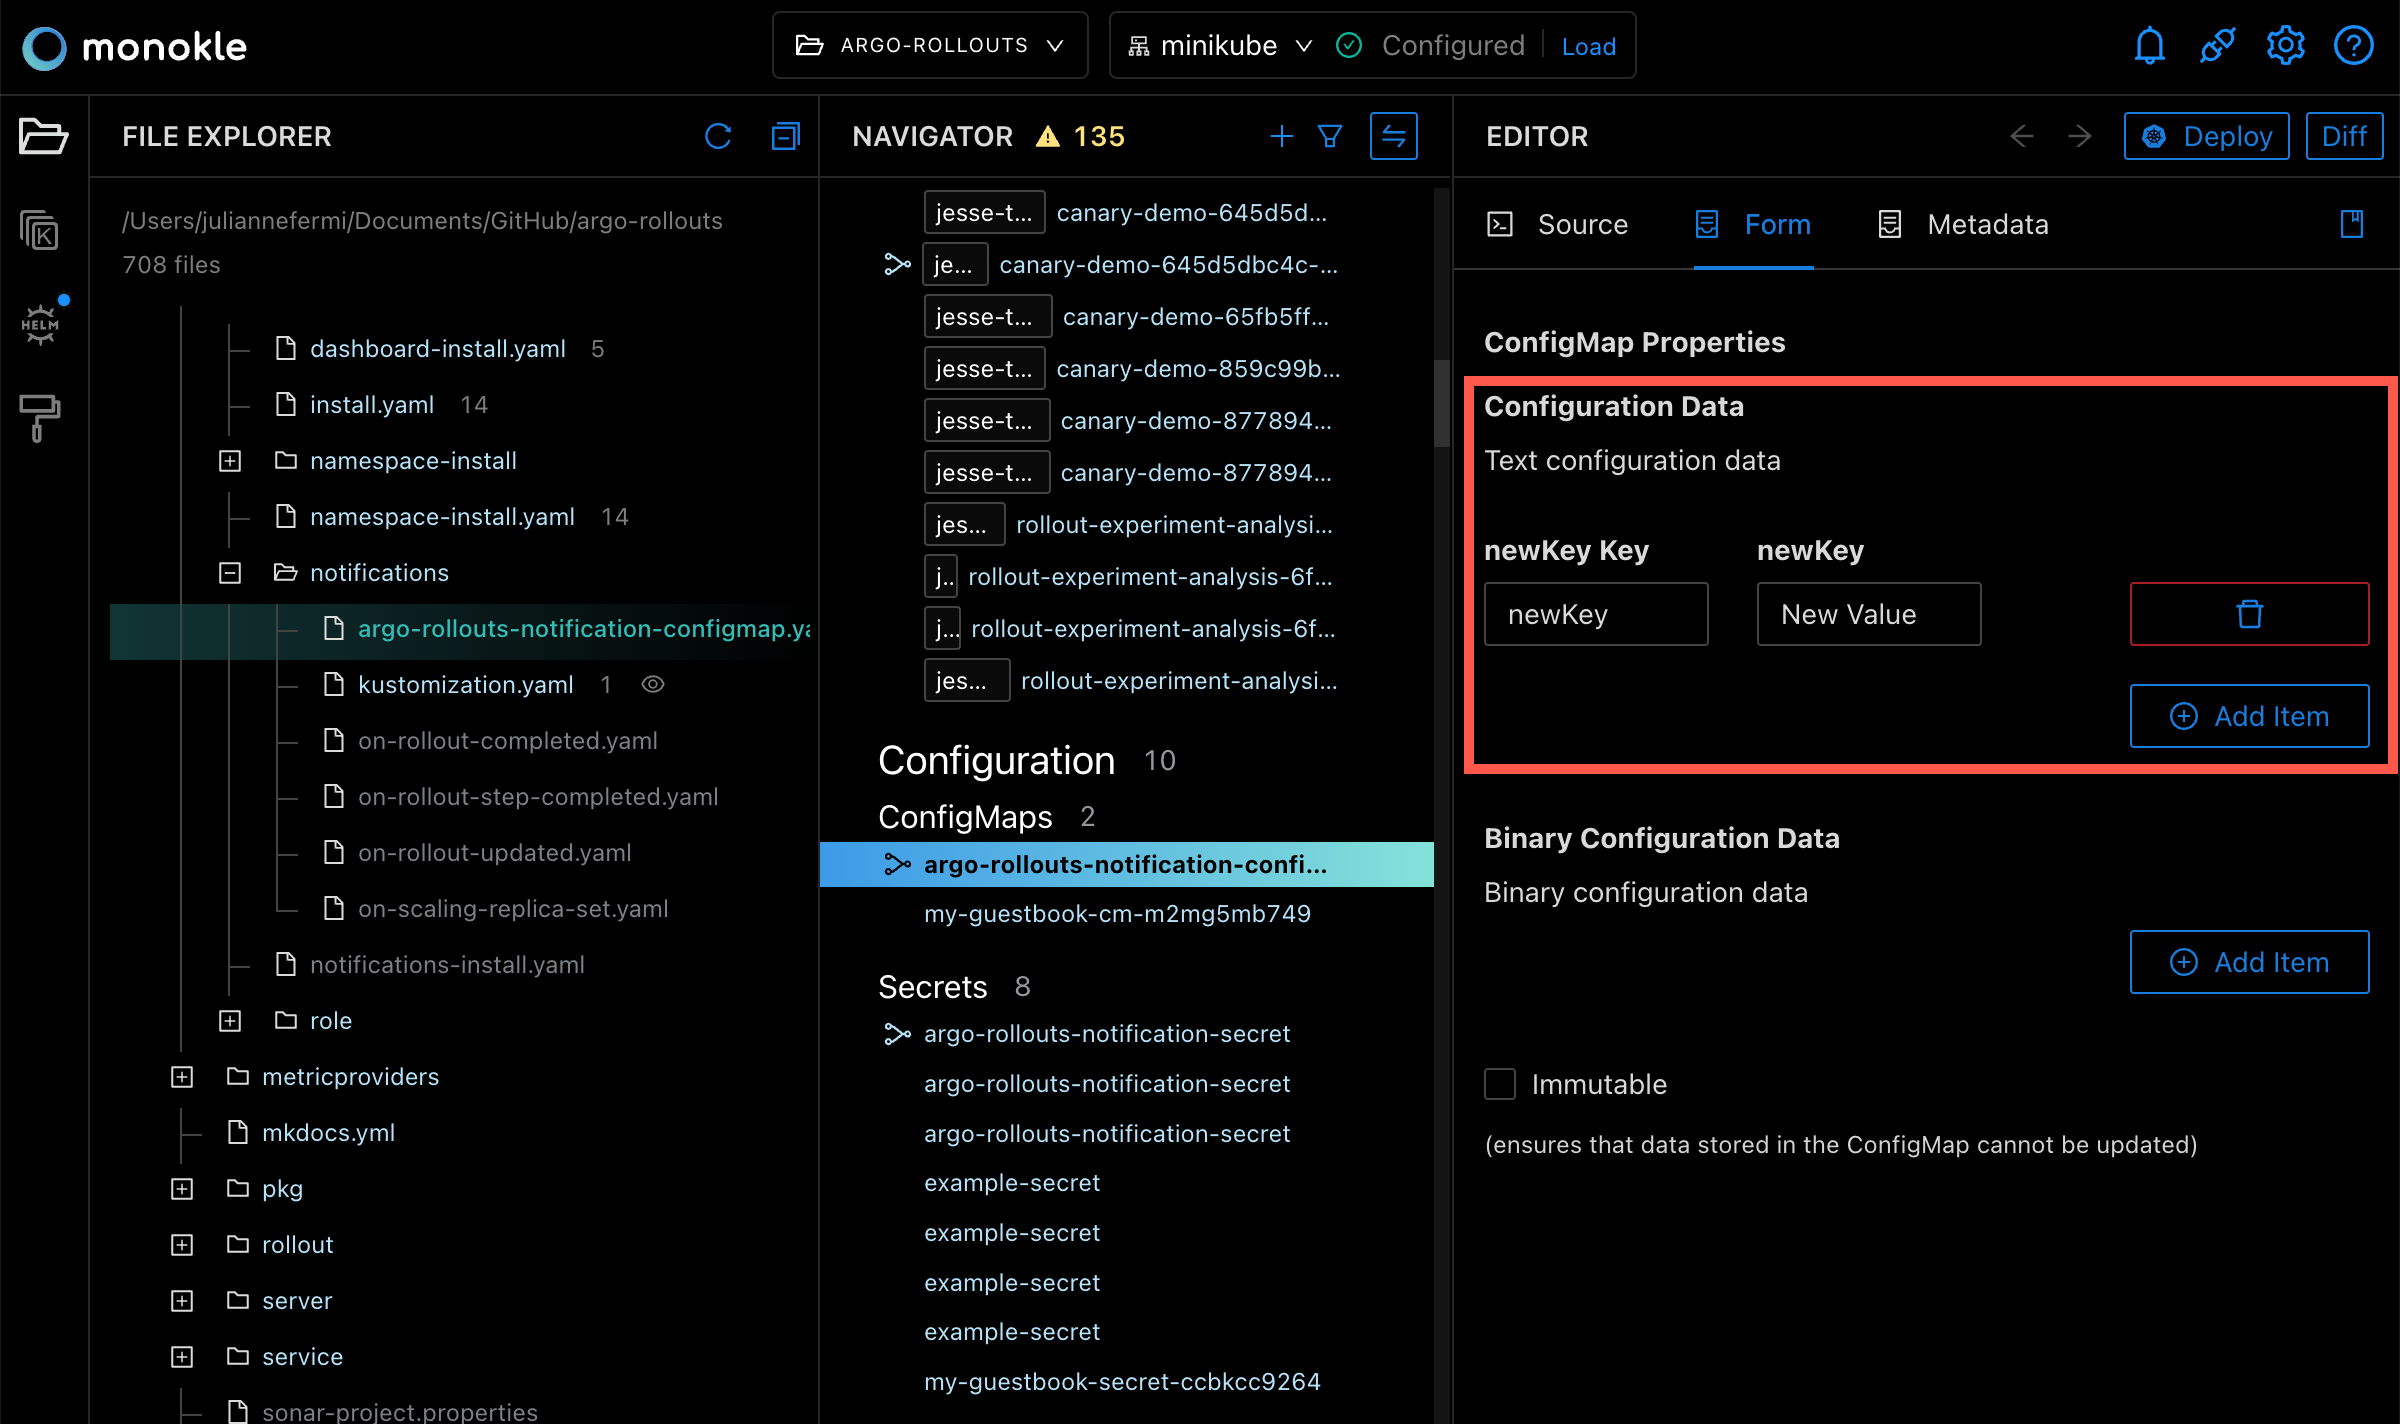 monokle
ARGO-ROLLOUTS
minikube Configured Load
FILE EXPLORER
/Users/juliannefermi/Documents/GitHub/argo-rollouts
708 files
dashboard-install.yaml 5
install.yaml 14
namespace-install
namespace-install.yaml 14
notifications
argo-rollouts-notification-configmap.ya
kustomization.yaml 1
on-rollout-completed.yaml
on-rollout-step-completed.yaml
on-rollout-updated.yaml
on-scaling-replica-set.yaml
notifications-install.yaml
role
metricproviders
mkdocs.yml
pkg
rollout
server
service
sonar-project.properties
HELM
K
NAVIGATOR 135
jesse-t... canary-demo-645d5d...
je... canary-demo-645d5dbc4c-...
jesse-t... canary-demo-65fb5ff...
jesse-t... canary-demo-859c99b...
jesse-t... canary-demo-877894...
jesse-t... canary-demo-877894...
jes... rollout-experiment-analysi...
j.. rollout-experiment-analysis-6f...
j... rollout-experiment-analysis-6f...
jes... rollout-experiment-analysi...
Configuration 10
ConfigMaps 2
argo-rollouts-notification-confi...
my-guestbook-cm-m2mg5mb749
Secrets 8
argo-rollouts-notification-secret
argo-rollouts-notification-secret
argo-rollouts-notification-secret
example-secret
example-secret
example-secret
example-secret
my-guestbook-secret-ccbkcc9264
EDITOR
Deploy
Diff
Source
Form
Metadata
ConfigMap Properties
Configuration Data
Text configuration data
newKey Key newKey
newKey New Value
Add Item
Binary Configuration Data
Binary configuration data
Add Item
Immutable
(ensures that data stored in the ConfigMap cannot be updated)